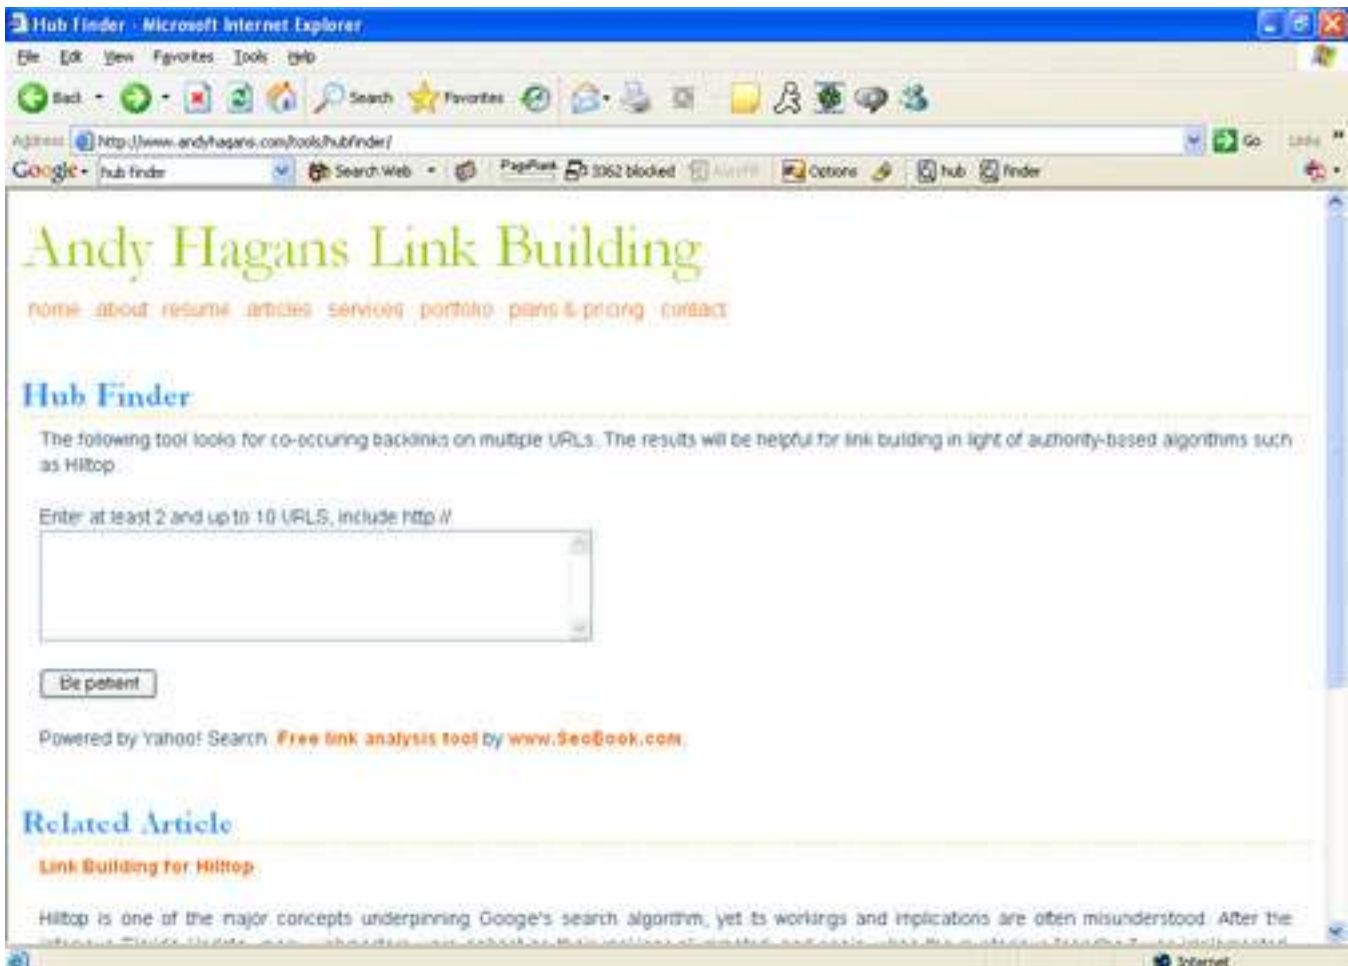 Hub Finder - Microsoft Internet Explorer
File Edit View Favorites Tools Help
Back Search Favorites
Address http://www.andyhagans.com/tools/hubfinder/ Go Links »
Google hub finder Search Web PageRank 3362 blocked AutoFill Options hub finder
Andy Hagans Link Building
home about resume articles services portfolio plans & pricing contact
Hub Finder
The following tool looks for co-occuring backlinks on multiple URLs. The results will be helpful for link building in light of authority-based algorithms such
as Hilltop.
Enter at least 2 and up to 10 URLS, include http://
Be patient
Powered by Yahoo! Search. Free link analysis tool by www.SeoBook.com.
Related Article
Link Building for Hilltop
Hilltop is one of the major concepts underpinning Googe's search algorithm, yet its workings and implications are often misunderstood. After the
Internet